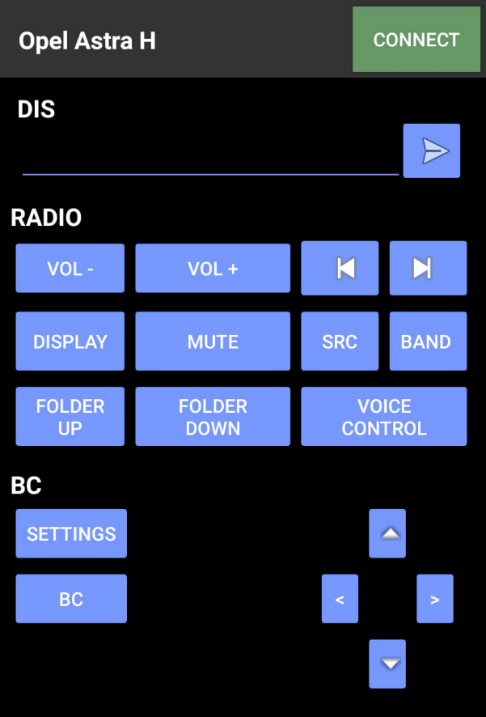 Opel Astra H
CONNECT
DIS
RADIO
VOL -
VOL +
DISPLAY
MUTE
SRC
BAND
FOLDER
UP
FOLDER
DOWN
VOICE
CONTROL
BC
SETTINGS
BC
<
>